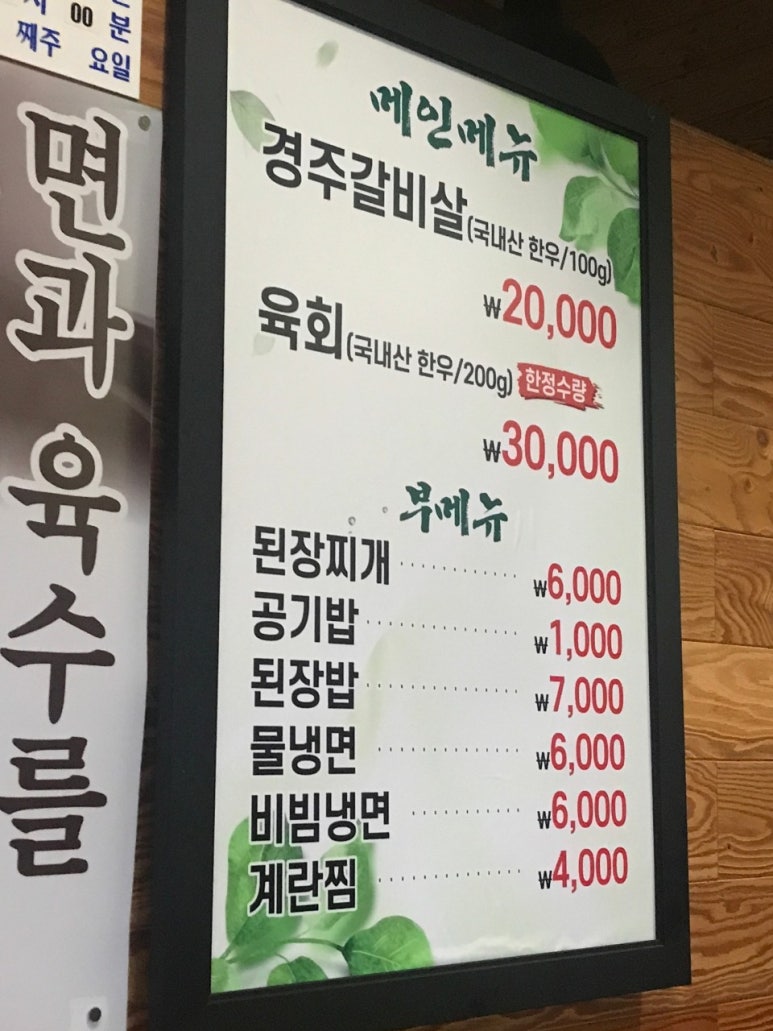 00 분
째주 요일
면과 육수를
메인메뉴
경주갈비살(국내산 한우/100g)
₩20,000
육회(국내산 한우/200g) 한정수량
₩30,000
부메뉴
된장찌개 ₩6,000
공기밥 ₩1,000
된장밥 ₩7,000
물냉면 ₩6,000
비빔냉면 ₩6,000
계란찜 ₩4,000